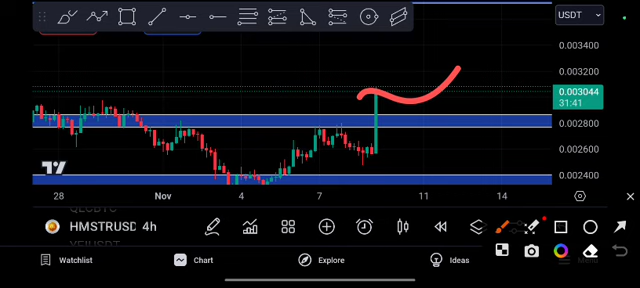 USDT
0.003400
0.003200
0.003044
31:41
0.002800
0.002600
0.002400
28
Nov
4
7
11
14
HMSTRUSD
4h
Watchlist
Chart
Explore
Ideas